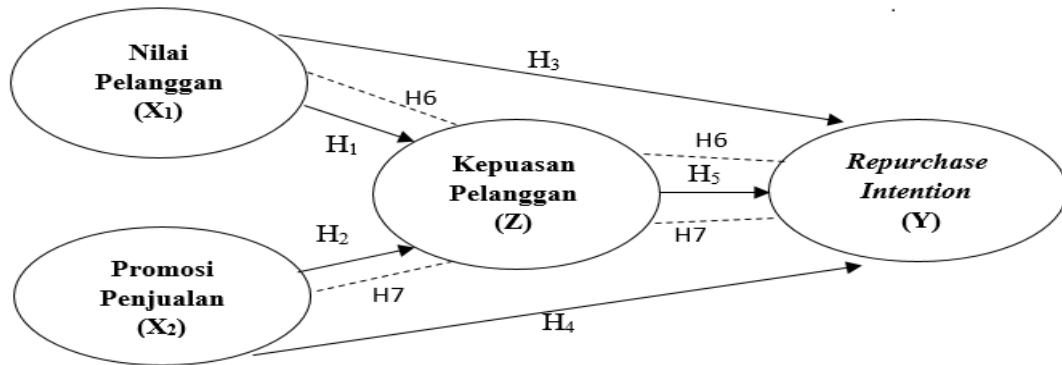 Nilai
Pelanggan
(X1)
H3
H6
H1
Kepuasan
Pelanggan
(Z)
H6
H5
H7
Repurchase
Intention
(Y)
H2
Promosi
Penjualan
(X2)
H7
H4